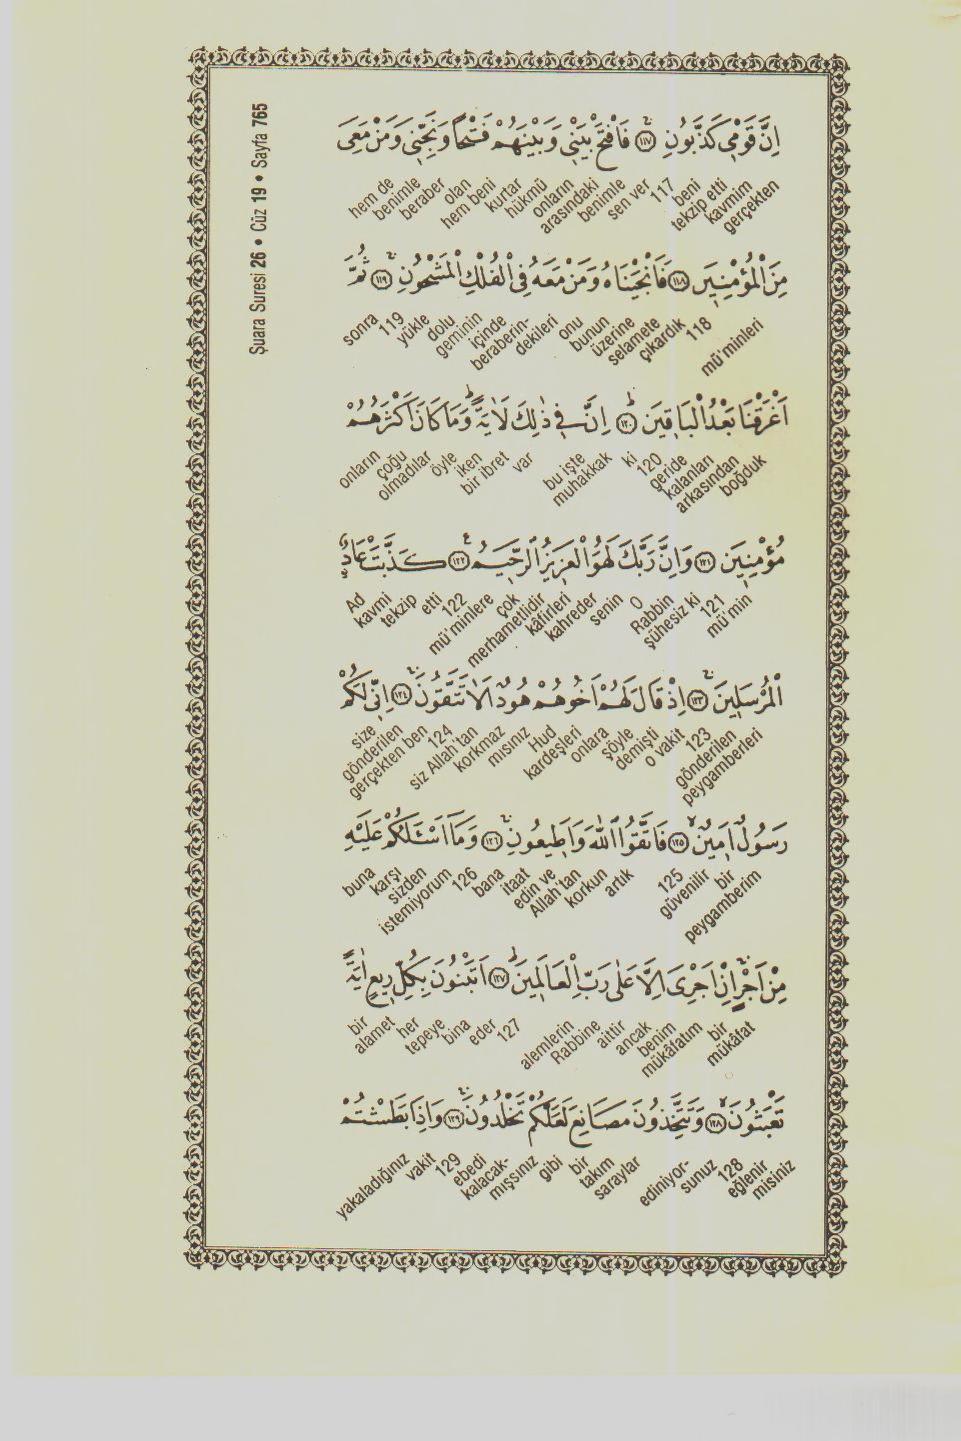 Şuara Suresi 26 • Cüz 19 • Sayfa 765
اِنَّ قَوْمٖى كَذَّبُونِ ﴿١١٧﴾ فَافْتَحْ بَيْنٖى وَبَيْنَهُمْ فَتْحًا وَنَجِّنٖى وَمَنْ مَعِىَ
gerçekten kavmim tekzip etti beni 117 sen ver benimle arasındaki onların hükmü kurtar hem beni olan beraber benimle hem de
مِنَ الْمُؤْمِنٖينَ ﴿١١٨﴾ فَاَنْجَيْنَاهُ وَمَنْ مَعَهُ فِى الْفُلْكِ الْمَشْحُونِ ﴿١١٩﴾ ثُمَّ
mü'minleri 118 çıkardık selamete üzerine bunun onu beraberin-dekileri içinde geminin dolu yükle 119 sonra
اَغْرَقْنَا بَعْدُ الْبَاقٖينَ ﴿١٢٠﴾ اِنَّ فٖى ذٰلِكَ لَاٰيَةً وَمَا كَانَ اَكْثَرُهُمْ
boğduk arkasından kalanları geride 120 ki muhakkak bu işte var bir ibret iken öyle olmadılar çoğu onların
مُؤْمِنٖينَ ﴿١٢١﴾ وَاِنَّ رَبَّكَ لَهُوَ الْعَزٖيزُ الرَّحٖيمُ ﴿١٢٢﴾ كَذَّبَتْ عَادٌ
mü'min 121 şühesiz ki Rabbin O senin kahreder kâfirleri merhametlidir çok mü'minlere 122 etti tekzip kavmi Ad
الْمُرْسَلٖينَ ﴿١٢٣﴾ اِذْ قَالَ لَهُمْ اَخُوهُمْ هُودٌ اَلَا تَتَّقُونَ ﴿١٢٤﴾ اِنّٖى لَكُمْ
peygamberleri gönderilen 123 o vakit demişti şöyle onlara kardeşleri Hud mısınız korkmaz siz Allah'tan 124 gerçekten ben gönderilen size
رَسُولٌ اَمٖينٌ ﴿١٢٥﴾ فَاتَّقُوا اللّٰهَ وَاَطٖيعُونِ ﴿١٢٦﴾ وَمَا اَسْـَٔلُكُمْ عَلَيْهِ
peygamberim bir güvenilir 125 artık korkun Allah'tan edin ve itaat bana 126 istemiyorum sizden karşı buna
مِنْ اَجْرٍ اِنْ اَجْرِىَ اِلَّا عَلٰى رَبِّ الْعَالَمٖينَ ﴿١٢٧﴾ اَتَبْنُونَ بِكُلِّ رٖيعٍ اٰيَةً
mükâfat bir mükâfatım benim ancak aittir Rabbine alemlerin 127 eder bina tepeye her alamet bir
تَعْبَثُونَ ﴿١٢٨﴾ وَتَتَّخِذُونَ مَصَانِعَ لَعَلَّكُمْ تَخْلُدُونَ ﴿١٢٩﴾ وَاِذَا بَطَشْتُمْ
misiniz eğlenir 128 ediniyor-sunuz saraylar takım bir gibi kalacak-mışsınız ebedi 129 vakit yakaladığınız